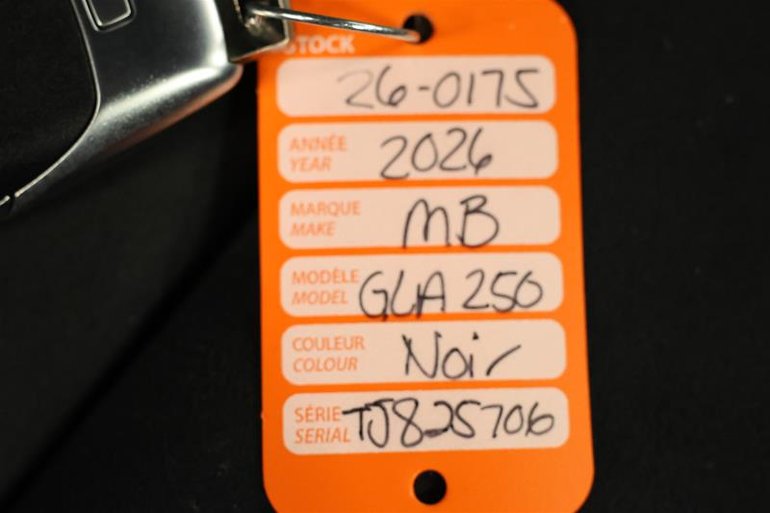 STOCK
26-0175
ANNÉE
YEAR 2026
MARQUE
MAKE MB
MODÈLE
MODEL GLA 250
COULEUR
COLOUR Noir
SÉRIE
SERIAL TJ825706